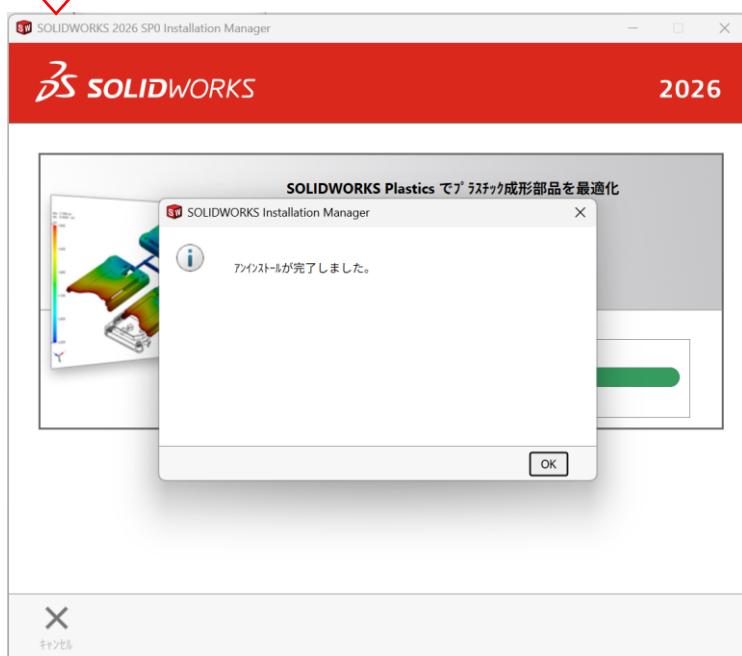 SOLIDWORKS 2026 SP0 Installation Manager
SOLIDWORKS
2026
SOLIDWORKS Plastics でﾌﾟﾗｽﾁｯｸ成形部品を最適化
SOLIDWORKS Installation Manager
ｱﾝｲﾝｽﾄｰﾙが完了しました。
OK
ｷｬﾝｾﾙ